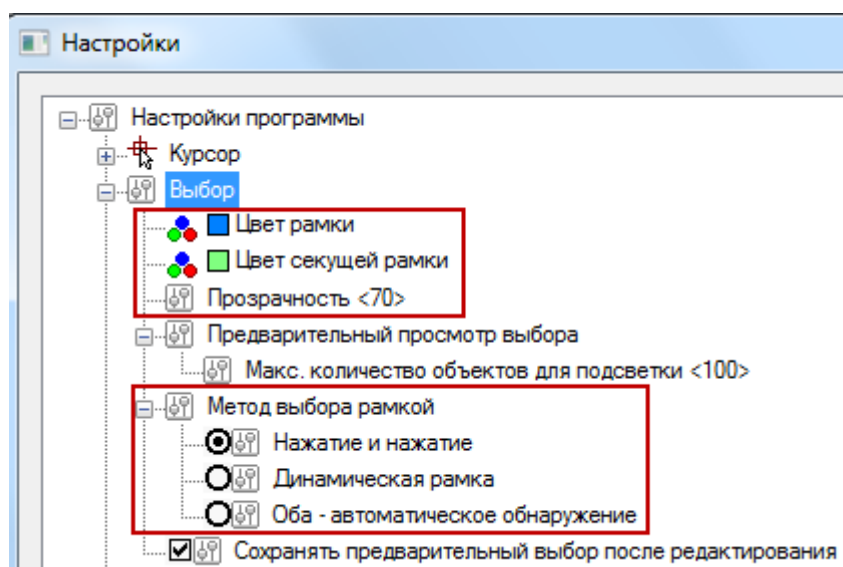 Настройки
Настройки программы
Курсор
Выбор
Цвет рамки
Цвет секущей рамки
Прозрачность <70>
Предварительный просмотр выбора
Макс. количество объектов для подсветки <100>
Метод выбора рамкой
Нажатие и нажатие
Динамическая рамка
Оба - автоматическое обнаружение
Сохранять предварительный выбор после редактирования